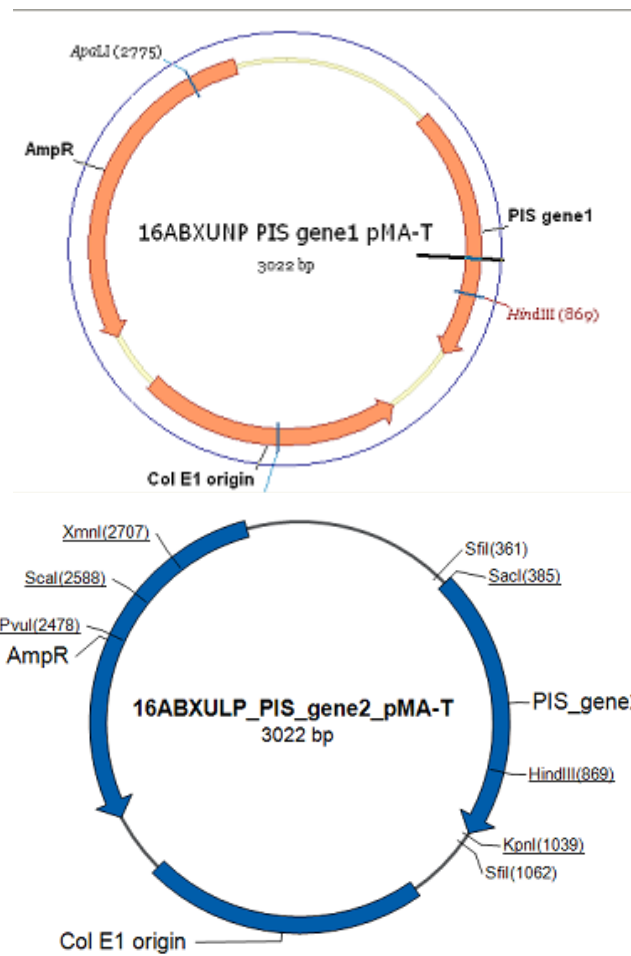 ApaLI (2775)
AmpR
16ABXUNP PIS gene1 pMA-T
3022 bp
PIS gene1
HindIII (869)
Col E1 origin
XmnI(2707)
SfiI(361)
ScaI(2588)
SacI(385)
PvuI(2478)
AmpR
16ABXULP_PIS_gene2_pMA-T
3022 bp
PIS_gene2
HindIII(869)
KpnI(1039)
SfiI(1062)
Col E1 origin